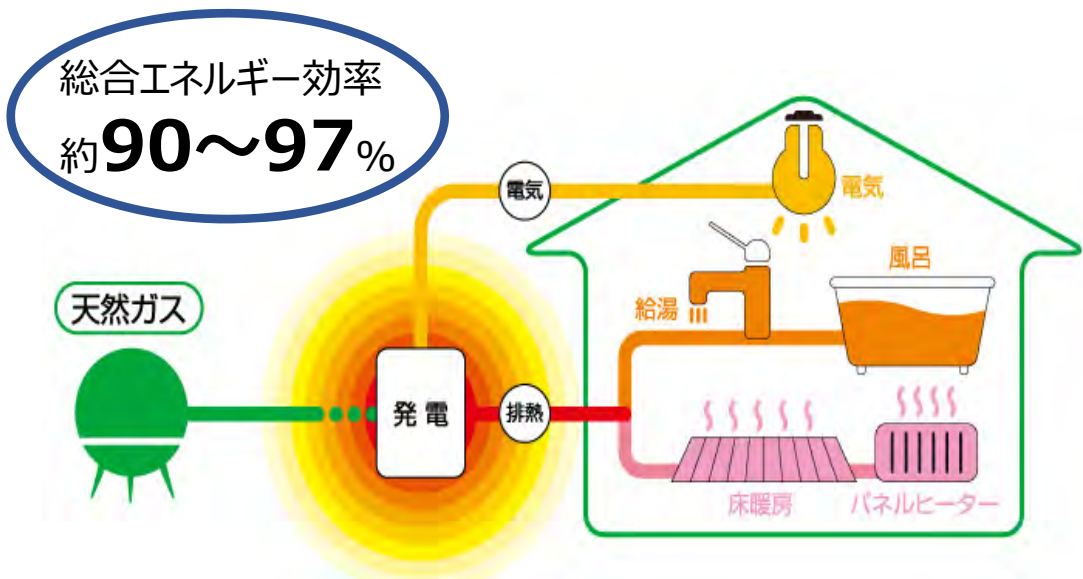 総合エネルギー効率
約90～97%
電気
電気
風呂
給湯
天然ガス
発電
排熱
床暖房
パネルヒーター